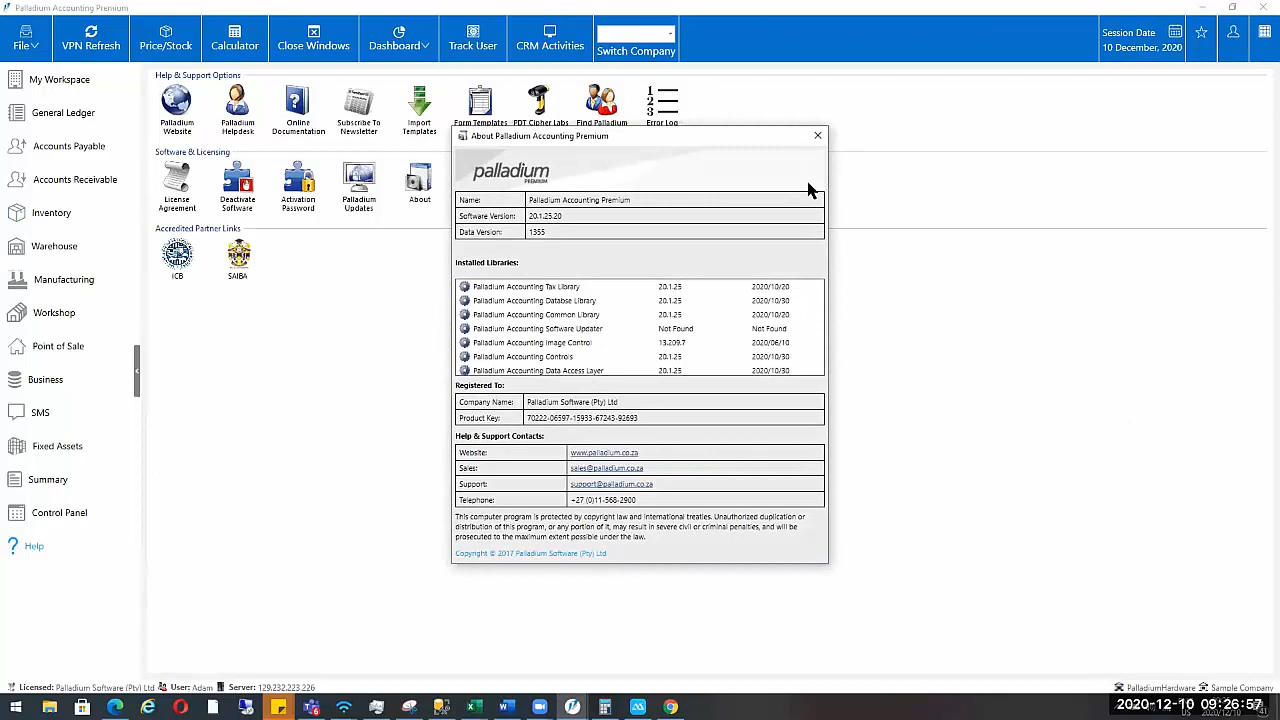 Palladium Accounting Premium
File
VPN Refresh
Price/Stock
Calculator
Close Windows
Dashboard
Track User
CRM Activities
Switch Company
Session Date
10 December, 2020
My Workspace
General Ledger
Accounts Payable
Accounts Receivable
Inventory
Warehouse
Manufacturing
Workshop
Point of Sale
Business
SMS
Fixed Assets
Summary
Control Panel
Help
Help & Support Options
Palladium Website
Palladium Helpdesk
Online Documentation
Subscribe To Newsletter
Import Templates
Form Templates
PDT Cipher Labs
Find Palladium
Error Log
Software & Licensing
License Agreement
Deactivate Software
Activation Password
Palladium Updates
About
Accredited Partner Links
ICB
SAIBA
About Palladium Accounting Premium
palladium
PREMIUM
Name: Palladium Accounting Premium
Software Version: 20.1.25.20
Data Version: 1355
Installed Libraries:
Palladium Accounting Tax Library 20.1.25 2020/10/20
Palladium Accounting Databse Library 20.1.25 2020/10/30
Palladium Accounting Common Library 20.1.25 2020/10/20
Palladium Accounting Software Updater Not Found Not Found
Palladium Accounting Image Control 13.209.7 2020/06/10
Palladium Accounting Controls 20.1.25 2020/10/30
Palladium Accounting Data Access Layer 20.1.25 2020/10/30
Registered To:
Company Name: Palladium Software (Pty) Ltd
Product Key: 70222-06597-15933-67243-92693
Help & Support Contacts:
Website: www.palladium.co.za
Sales: sales@palladium.co.za
Support: support@palladium.co.za
Telephone: +27 (0)11-568-2900
This computer program is protected by copyright law and international treaties. Unauthorized duplication or
distribution of this program, or any portion of it, may result in severe civil or criminal penalties, and will be
prosecuted to the maximum extent possible under the law.
Copyright © 2017 Palladium Software (Pty) Ltd
Licensed: Palladium Software (Pty) Ltd User: Adam Server: 129.232.223.226
PalladiumHardware Sample Company
2020-12-10 09:26:57